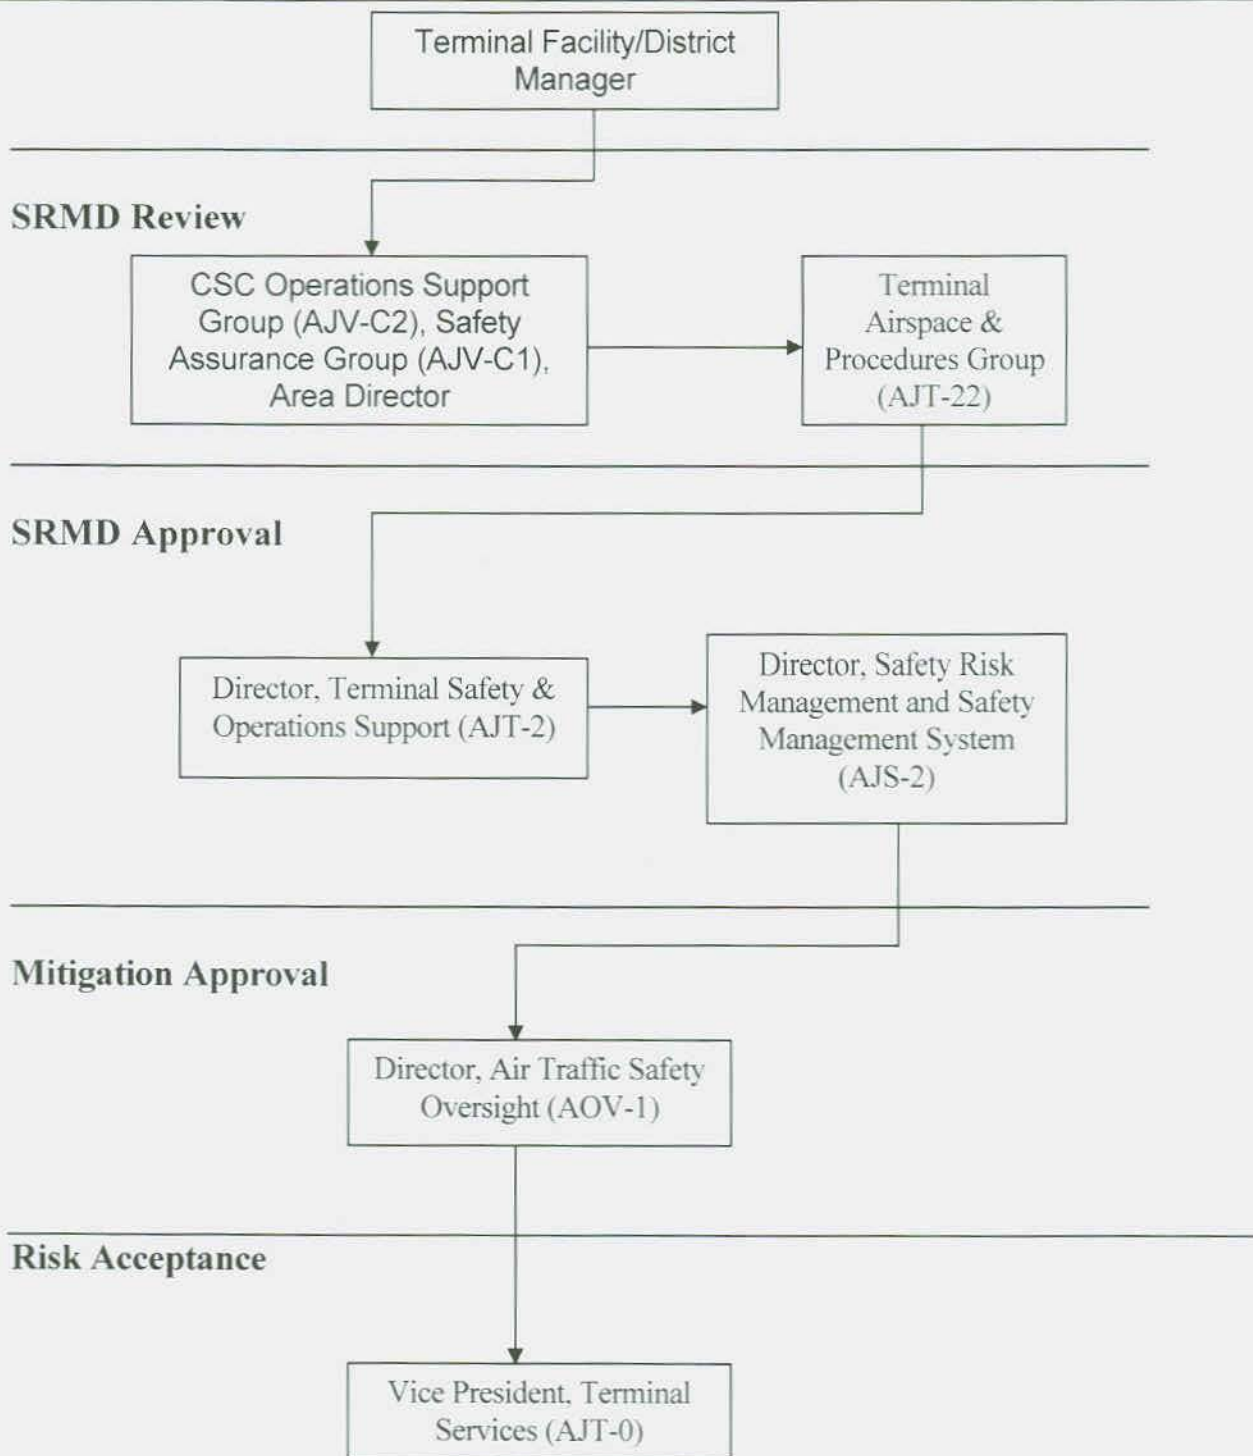 Terminal Facility/District
Manager
SRMD Review
CSC Operations Support
Group (AJV-C2), Safety
Assurance Group (AJV-C1),
Area Director
Terminal
Airspace &
Procedures Group
(AJT-22)
SRMD Approval
Director, Terminal Safety &
Operations Support (AJT-2)
Director, Safety Risk
Management and Safety
Management System
(AJS-2)
Mitigation Approval
Director, Air Traffic Safety
Oversight (AOV-1)
Risk Acceptance
Vice President, Terminal
Services (AJT-0)